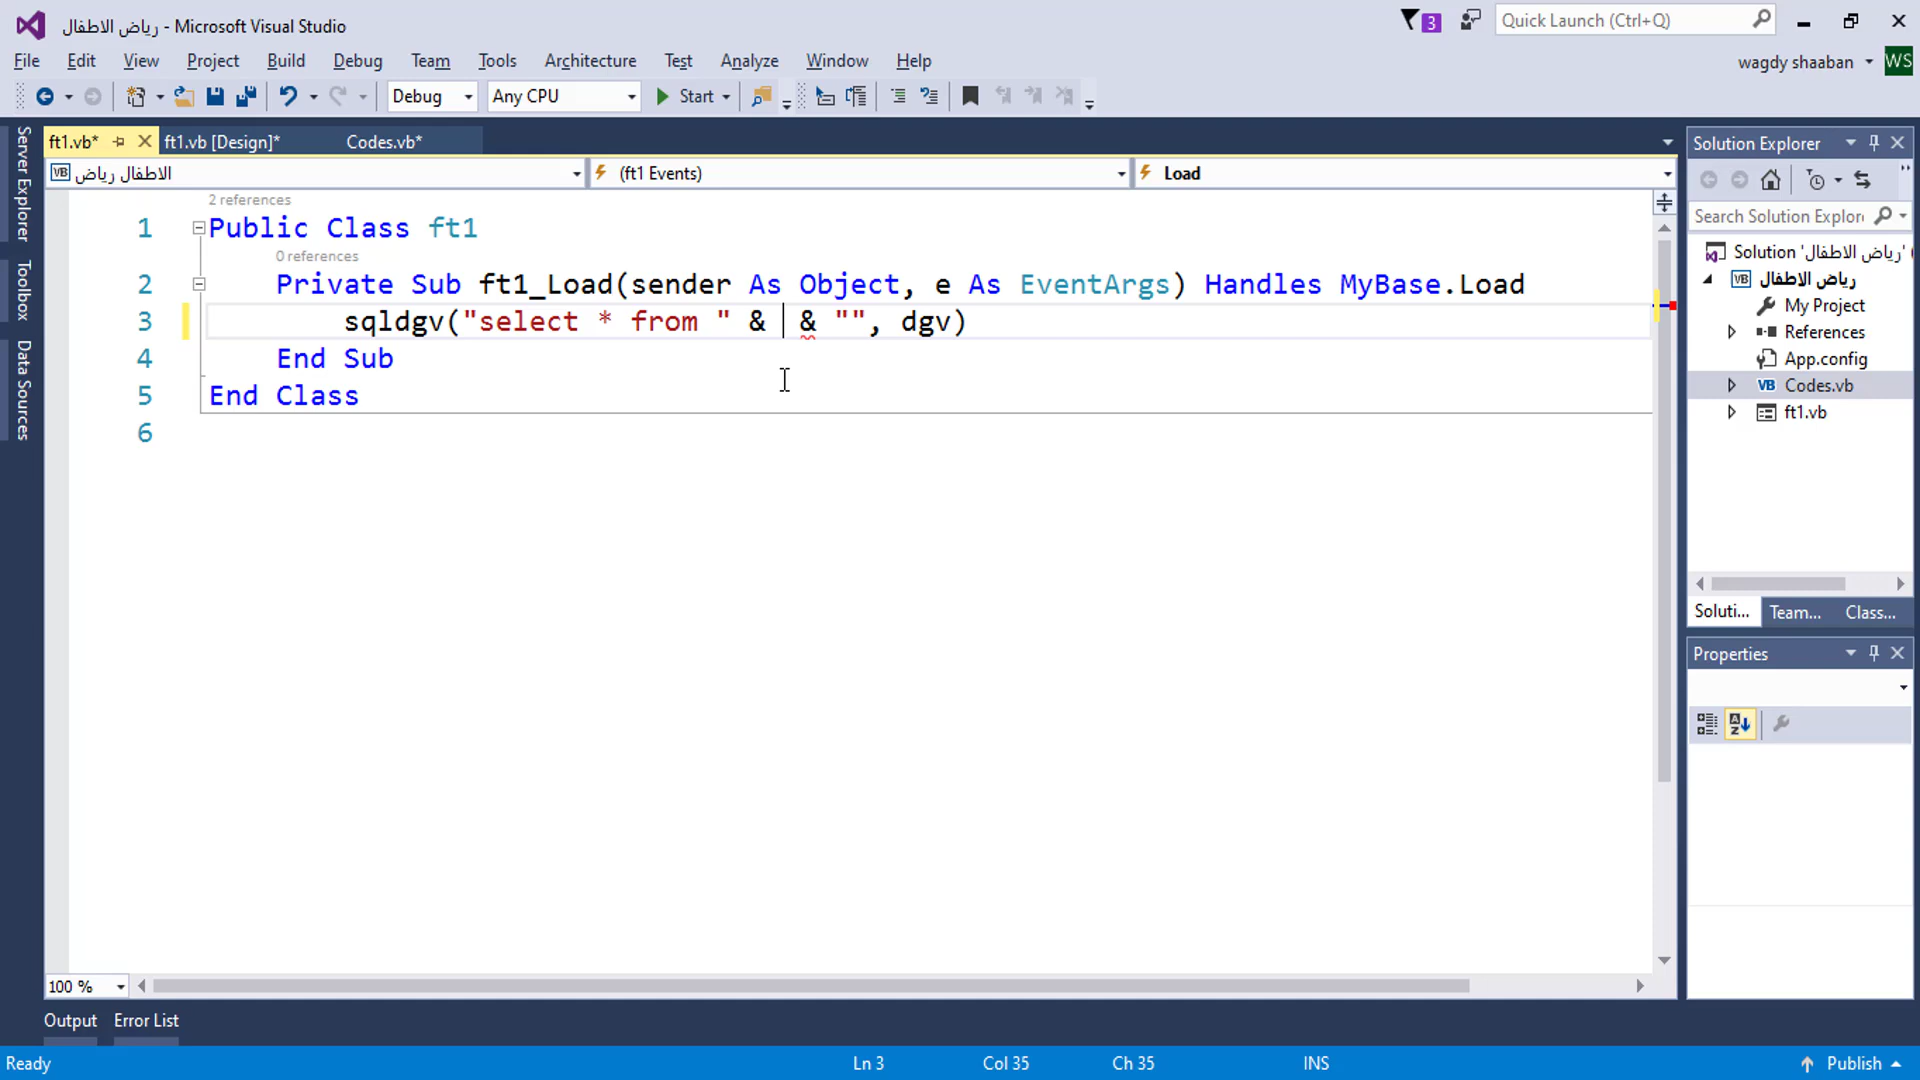 رياض الاطفال - Microsoft Visual Studio
3
Quick Launch (Ctrl+Q)
File Edit View Project Build Debug Team Tools Architecture Test Analyze Window Help
wagdy shaaban WS
Debug Any CPU Start
ft1.vb* ft1.vb [Design]* Codes.vb*
VB الاطفال رياض (ft1 Events) Load
2 references
1 Public Class ft1
0 references
2 Private Sub ft1_Load(sender As Object, e As EventArgs) Handles MyBase.Load
3 sqldgv("select * from " & & "", dgv)
4 End Sub
5 End Class
6
Server Explorer
Toolbox
Data Sources
Solution Explorer
Search Solution Explor
Solution 'رياض الاطفال' (
VB رياض الاطفال
My Project
References
App.config
VB Codes.vb
ft1.vb
Soluti... Team... Class...
Properties
100 %
Output Error List
Ready Ln 3 Col 35 Ch 35 INS Publish